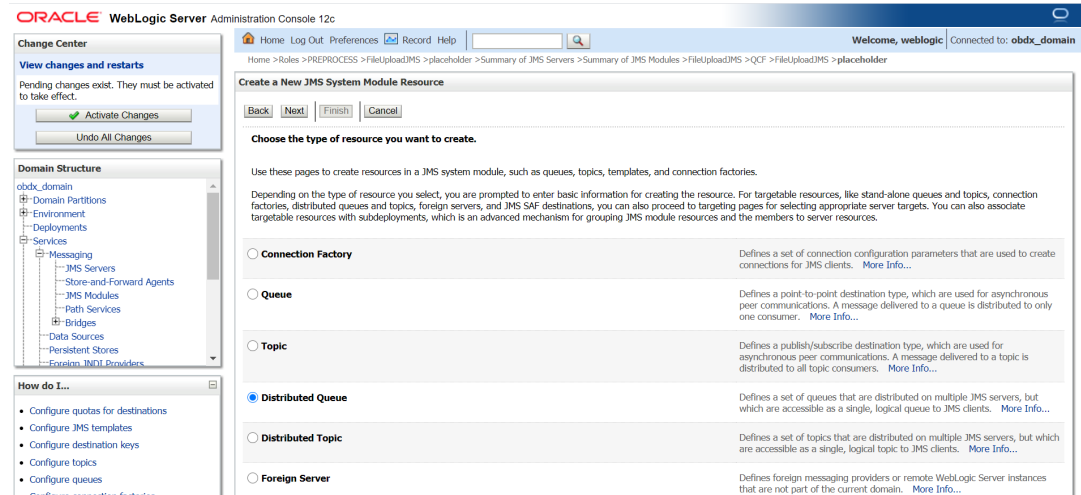 ORACLE WebLogic Server Administration Console 12c
Change Center
View changes and restarts
Pending changes exist. They must be activated
to take effect.
Activate Changes
Undo All Changes
Domain Structure
obdx_domain
Domain Partitions
Environment
Deployments
Services
Messaging
JMS Servers
Store-and-Forward Agents
JMS Modules
Path Services
Bridges
Data Sources
Persistent Stores
Foreign JNDI Providers
How do I...
Configure quotas for destinations
Configure JMS templates
Configure destination keys
Configure topics
Configure queues
Configure connection factories
Home Log Out Preferences Record Help
Welcome, weblogic Connected to: obdx_domain
Home >Roles >PREPROCESS >FileUploadJMS >placeholder >Summary of JMS Servers >Summary of JMS Modules >FileUploadJMS >QCF >FileUploadJMS >placeholder
Create a New JMS System Module Resource
Back Next Finish Cancel
Choose the type of resource you want to create.
Use these pages to create resources in a JMS system module, such as queues, topics, templates, and connection factories.
Depending on the type of resource you select, you are prompted to enter basic information for creating the resource. For targetable resources, like stand-alone queues and topics, connection
factories, distributed queues and topics, foreign servers, and JMS SAF destinations, you can also proceed to targeting pages for selecting appropriate server targets. You can also associate
targetable resources with subdeployments, which is an advanced mechanism for grouping JMS module resources and the members to server resources.
Connection Factory
Defines a set of connection configuration parameters that are used to create
connections for JMS clients. More Info...
Queue
Defines a point-to-point destination type, which are used for asynchronous
peer communications. A message delivered to a queue is distributed to only
one consumer. More Info...
Topic
Defines a publish/subscribe destination type, which are used for
asynchronous peer communications. A message delivered to a topic is
distributed to all topic consumers. More Info...
Distributed Queue
Defines a set of queues that are distributed on multiple JMS servers, but
which are accessible as a single, logical queue to JMS clients. More Info...
Distributed Topic
Defines a set of topics that are distributed on multiple JMS servers, but which
are accessible as a single, logical topic to JMS clients. More Info...
Foreign Server
Defines foreign messaging providers or remote WebLogic Server instances
that are not part of the current domain. More Info...